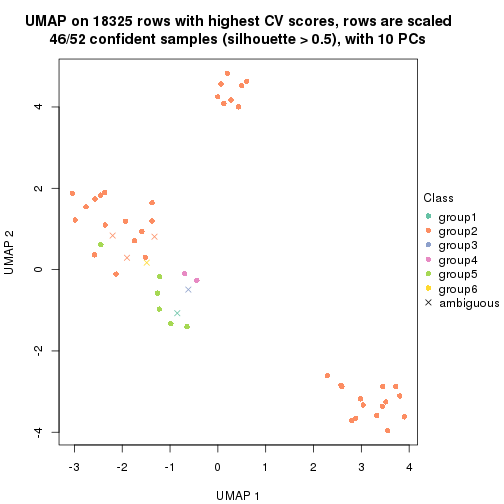 UMAP on 18325 rows with highest CV scores, rows are scaled
46/52 confident samples (silhouette > 0.5), with 10 PCs
4
2
0
-2
-4
UMAP 2
-3 -2 -1 0 1 2 3 4
UMAP 1
Class
group1
group2
group3
group4
group5
group6
ambiguous